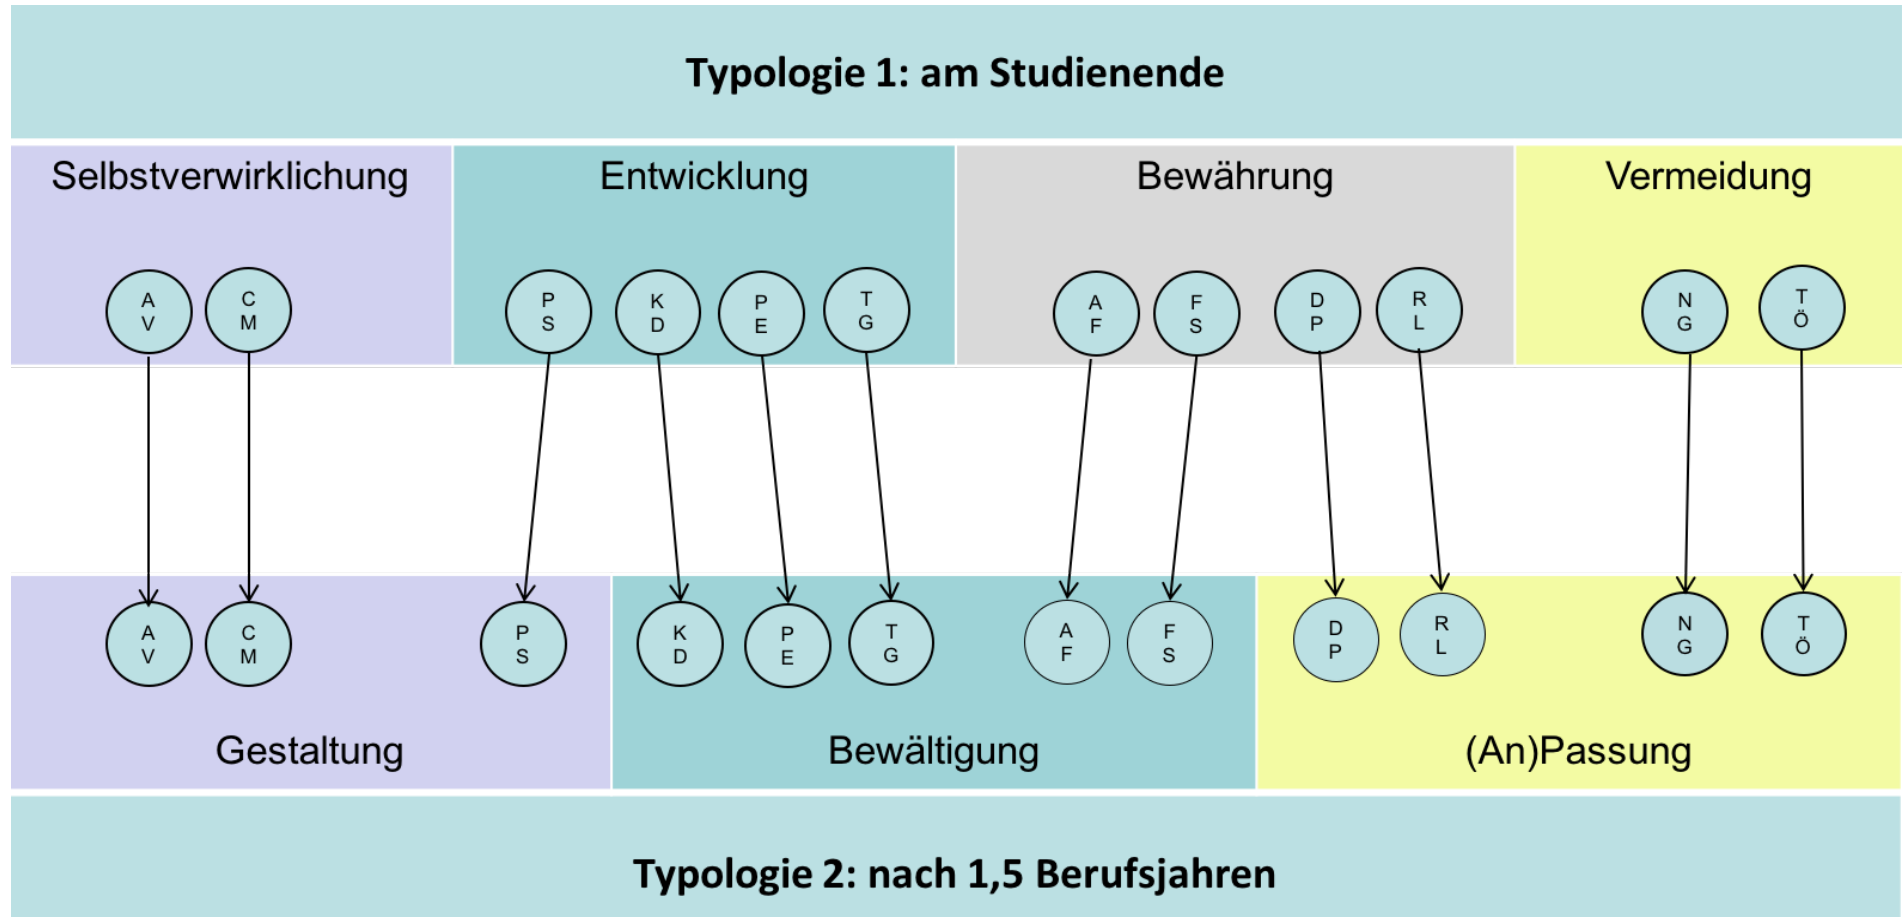 Typologie 1: am Studienende
Selbstverwirklichung Entwicklung Bewährung Vermeidung
A C P K P T A F D R N T
V M S D E G F S P L G Ö
A C P K P T A F D R N T
V M S D E G F S P L G Ö
Gestaltung Bewältigung (An)Passung
Typologie 2: nach 1,5 Berufsjahren